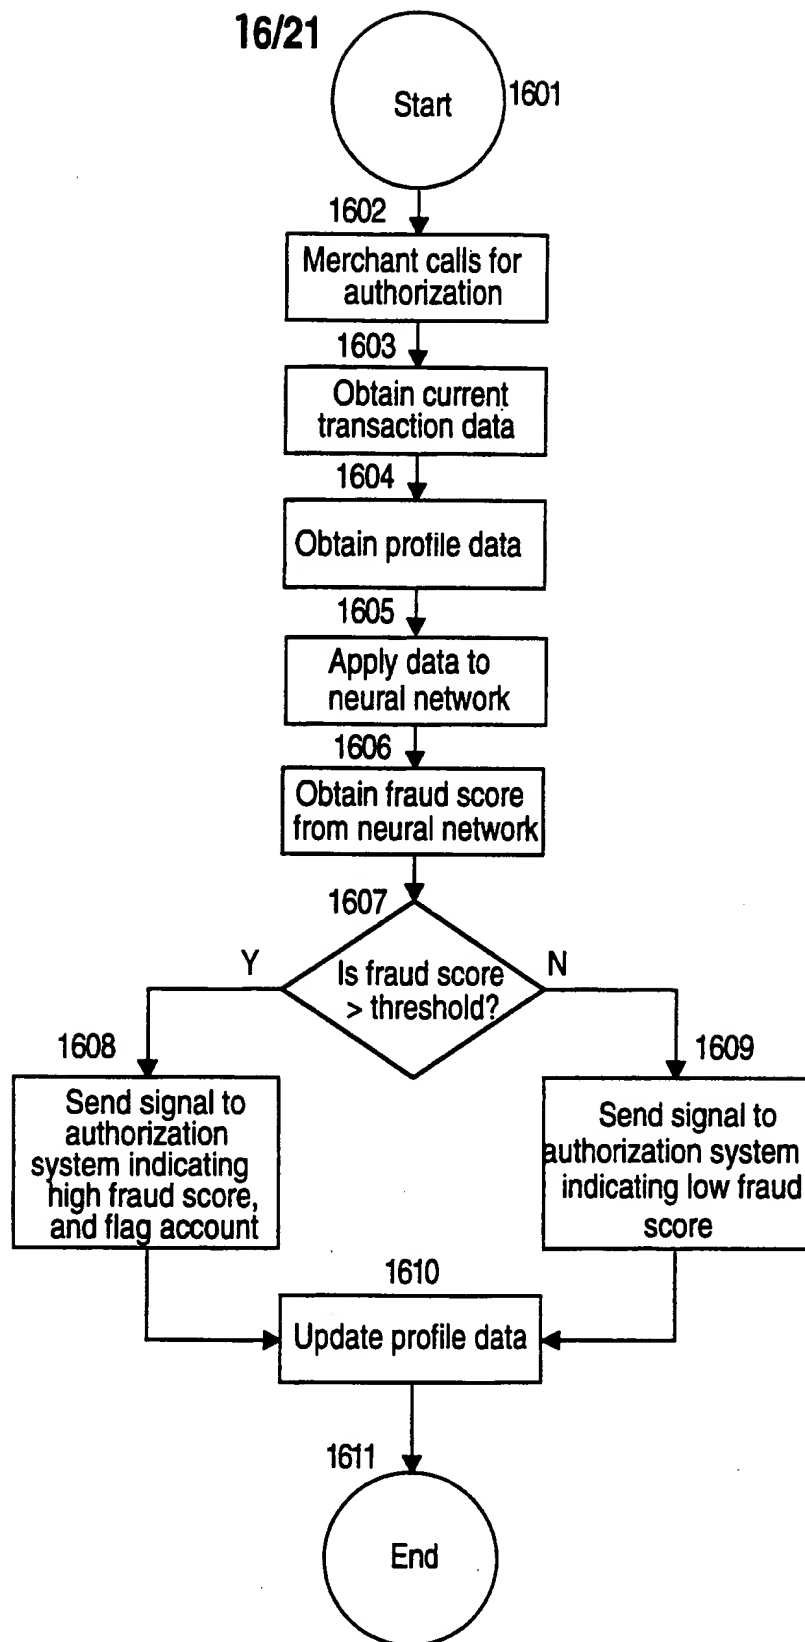 16/21
Start
1601
1602
Merchant calls for
authorization
1603
Obtain current
transaction data
1604
Obtain profile data
1605
Apply data to
neural network
1606
Obtain fraud score
from neural network
1607
Y
Is fraud score
> threshold?
N
1608
Send signal to
authorization
system indicating
high fraud score,
and flag account
1609
Send signal to
authorization system
indicating low fraud
score
1610
Update profile data
1611
End